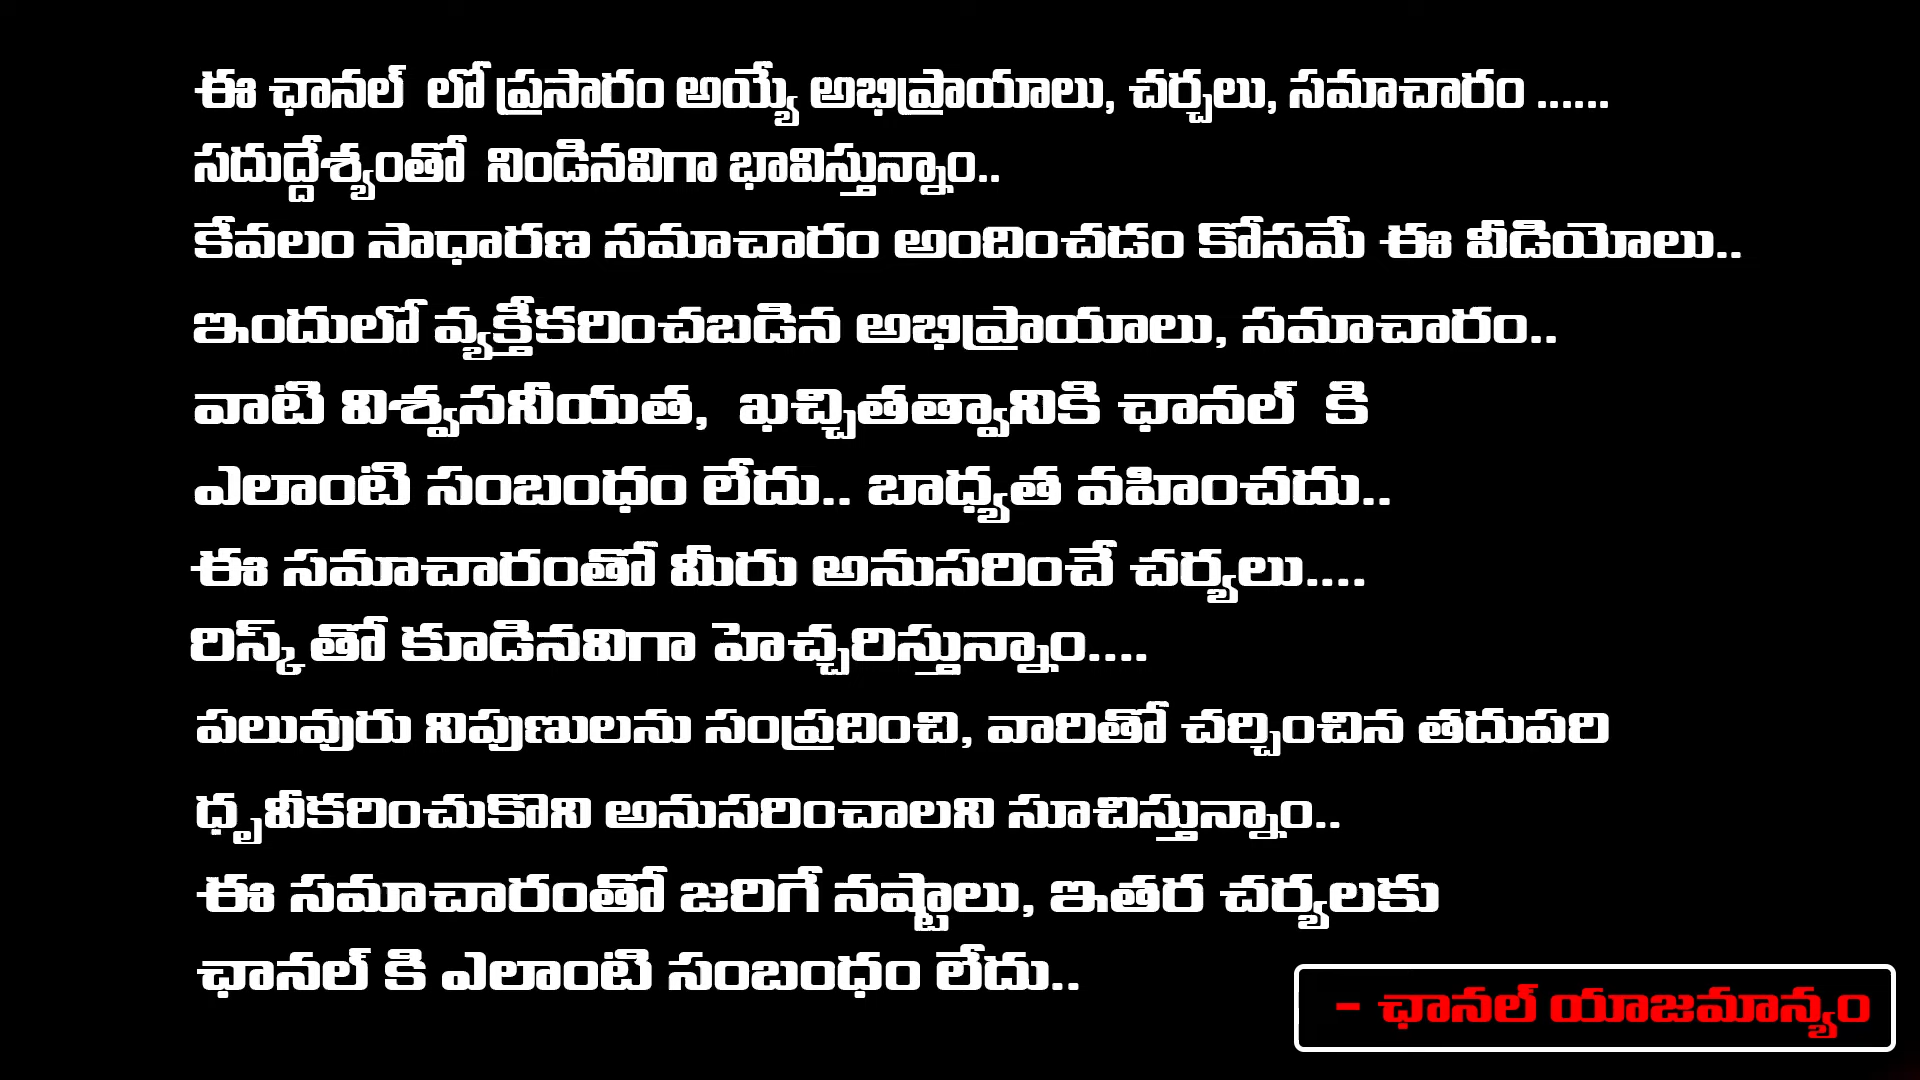 ఈ ఛానల్ లో ప్రసారం అయ్యే అభిప్రాయాలు, చర్చలు, సమాచారం ......
సదుద్దేశ్యంతో నిండినవిగా భావిస్తున్నాం..
కేవలం సాధారణ సమాచారం అందించడం కోసమే ఈ వీడియోలు..
ఇందులో వ్యక్తీకరించబడిన అభిప్రాయాలు, సమాచారం..
వాటి విశ్వసనీయత, ఖచ్చితత్వానికి ఛానల్ కి
ఎలాంటి సంబంధం లేదు.. బాధ్యత వహించదు..
ఈ సమాచారంతో మీరు అనుసరించే చర్యలు....
రిస్క్ తో కూడినవిగా హెచ్చరిస్తున్నాం....
పలువురు నిపుణులను సంప్రదించి, వారితో చర్చించిన తదుపరి
ధృవీకరించుకొని అనుసరించాలని సూచిస్తున్నాం..
ఈ సమాచారంతో జరిగే నష్టాలు, ఇతర చర్యలకు
ఛానల్ కి ఎలాంటి సంబంధం లేదు..
- ఛానల్ యాజమాన్యం